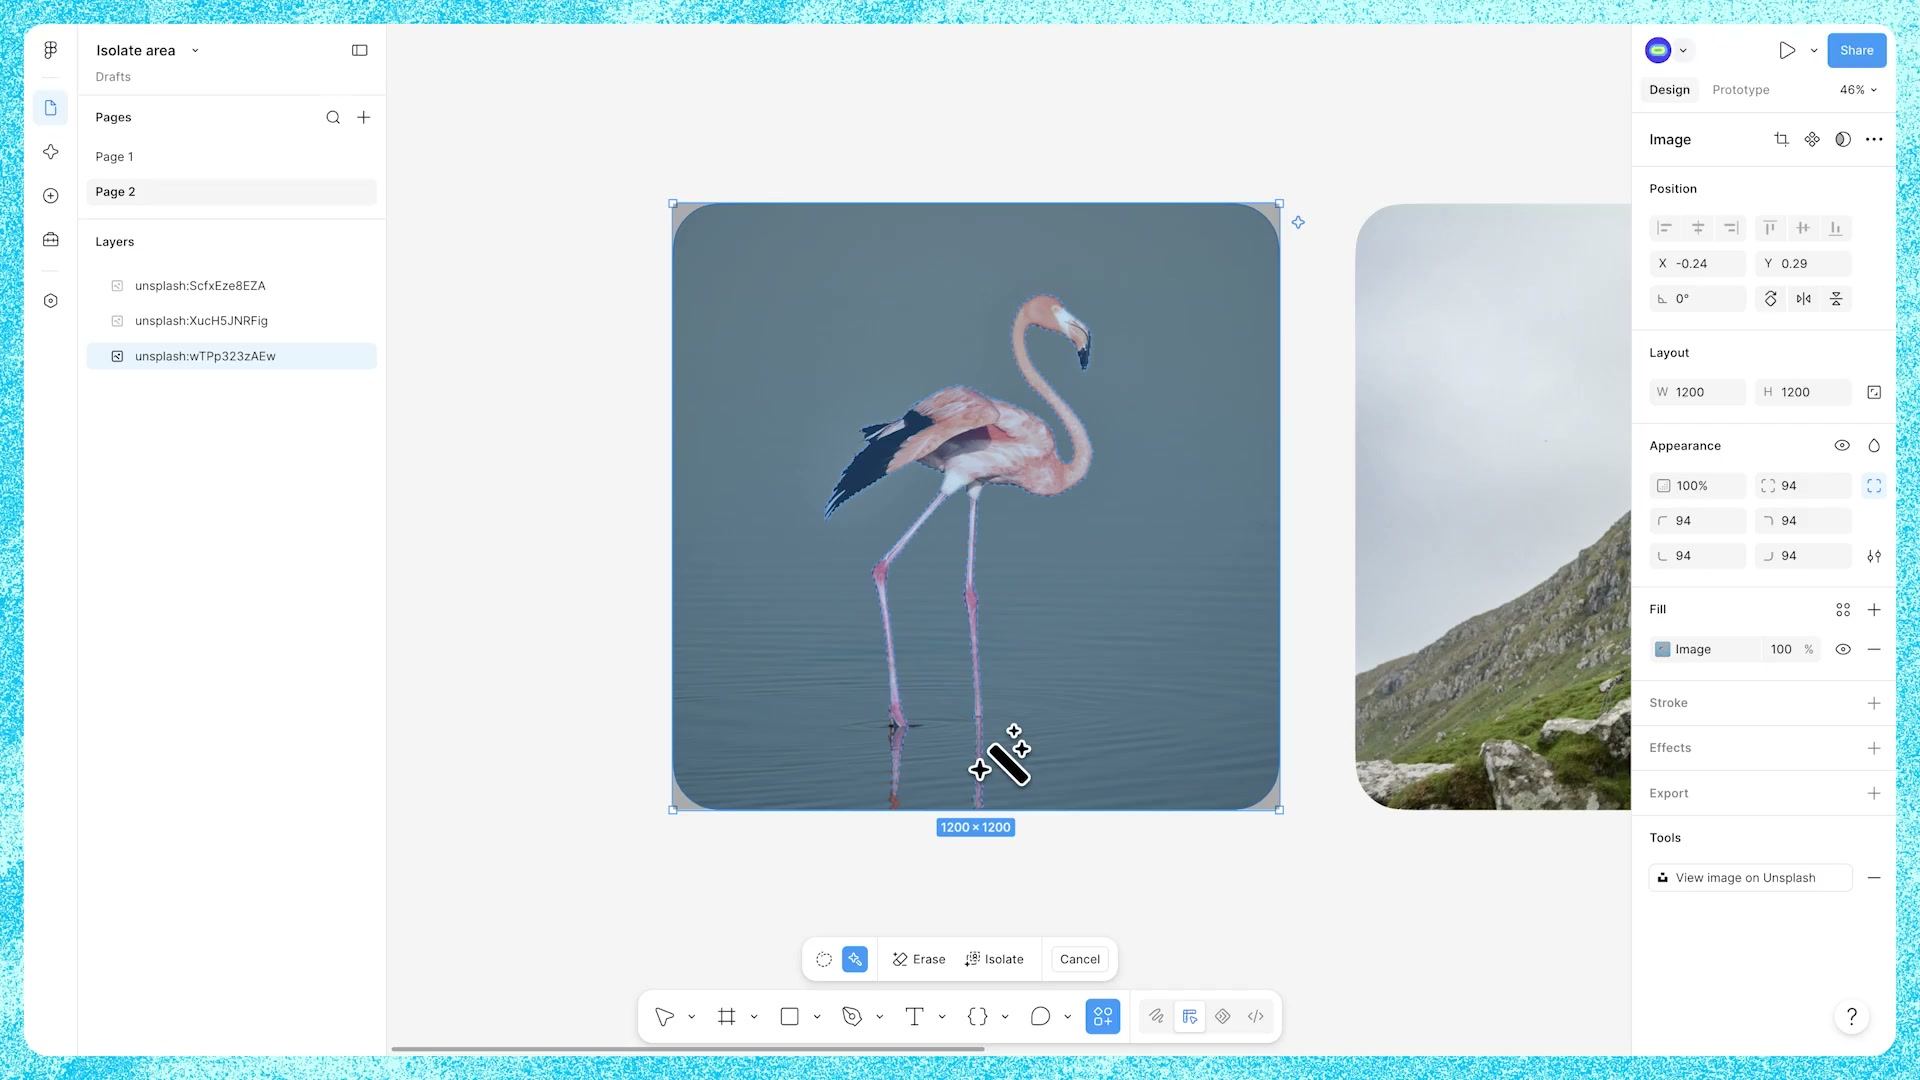 Isolate area
Drafts
Pages
Page 1
Page 2
Layers
unsplash:ScfxEze8EZA
unsplash:XucH5JNRFig
unsplash:wTPp323zAEw
1200 × 1200
Erase
Isolate
Cancel
Share
Design
Prototype
46%
Image
Position
X -0.24
Y 0.29
0°
Layout
W 1200
H 1200
Appearance
100%
94
94
94
94
94
Fill
Image
100 %
Stroke
Effects
Export
Tools
View image on Unsplash
?